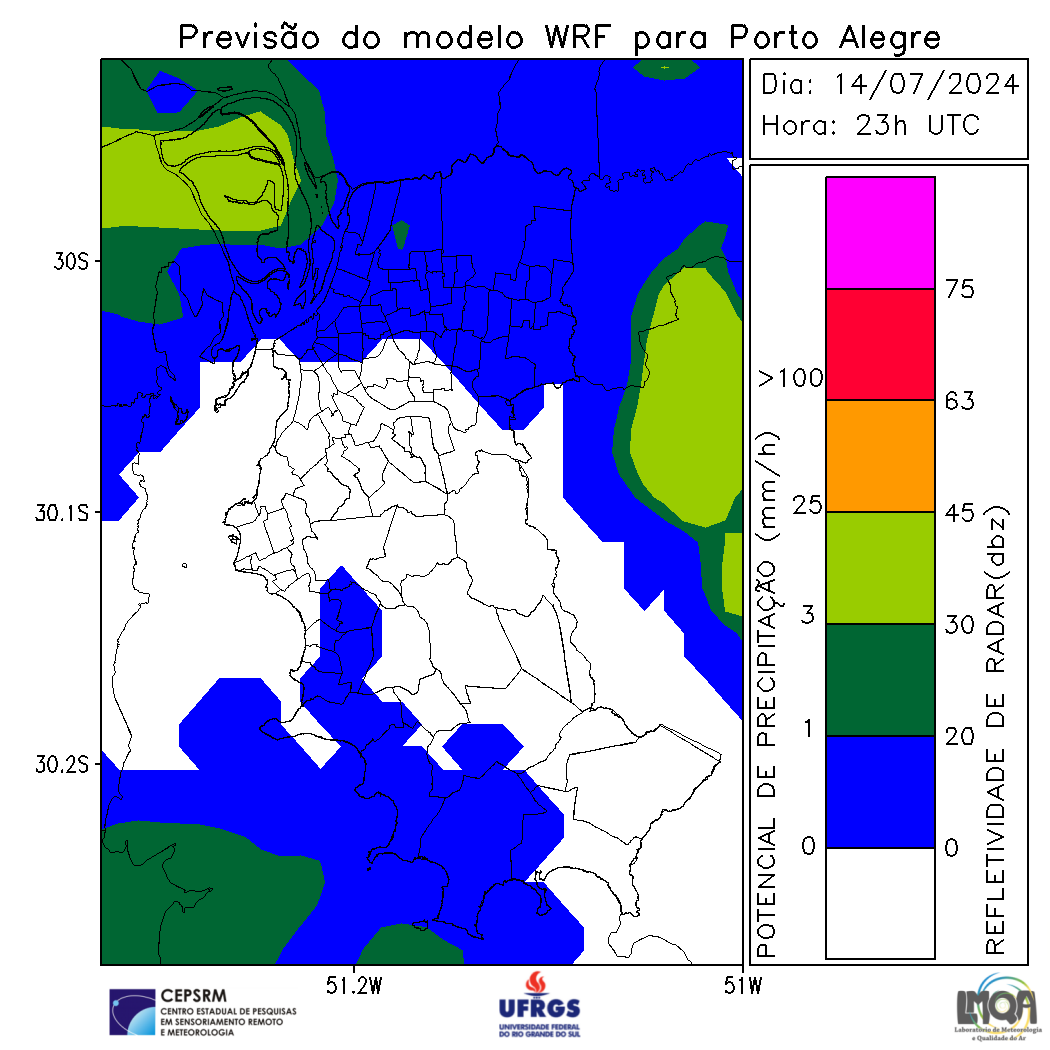 Previsão do modelo WRF para Porto Alegre
Dia: 14/07/2024
Hora: 23h UTC
30S
30.1S
30.2S
51.2W
51W
POTENCIAL DE PRECIPITAÇÃO (mm/h)
>100
25
3
1
0
75
63
45
30
20
0
REFLETIVIDADE DE RADAR(dbz)
CEPSRM
CENTRO ESTADUAL DE PESQUISAS
EM SENSORIAMENTO REMOTO
E METEOROLOGIA
UFRGS
UNIVERSIDADE FEDERAL
DO RIO GRANDE DO SUL
LMQA
Laboratório de Meteorologia
e Qualidade do Ar